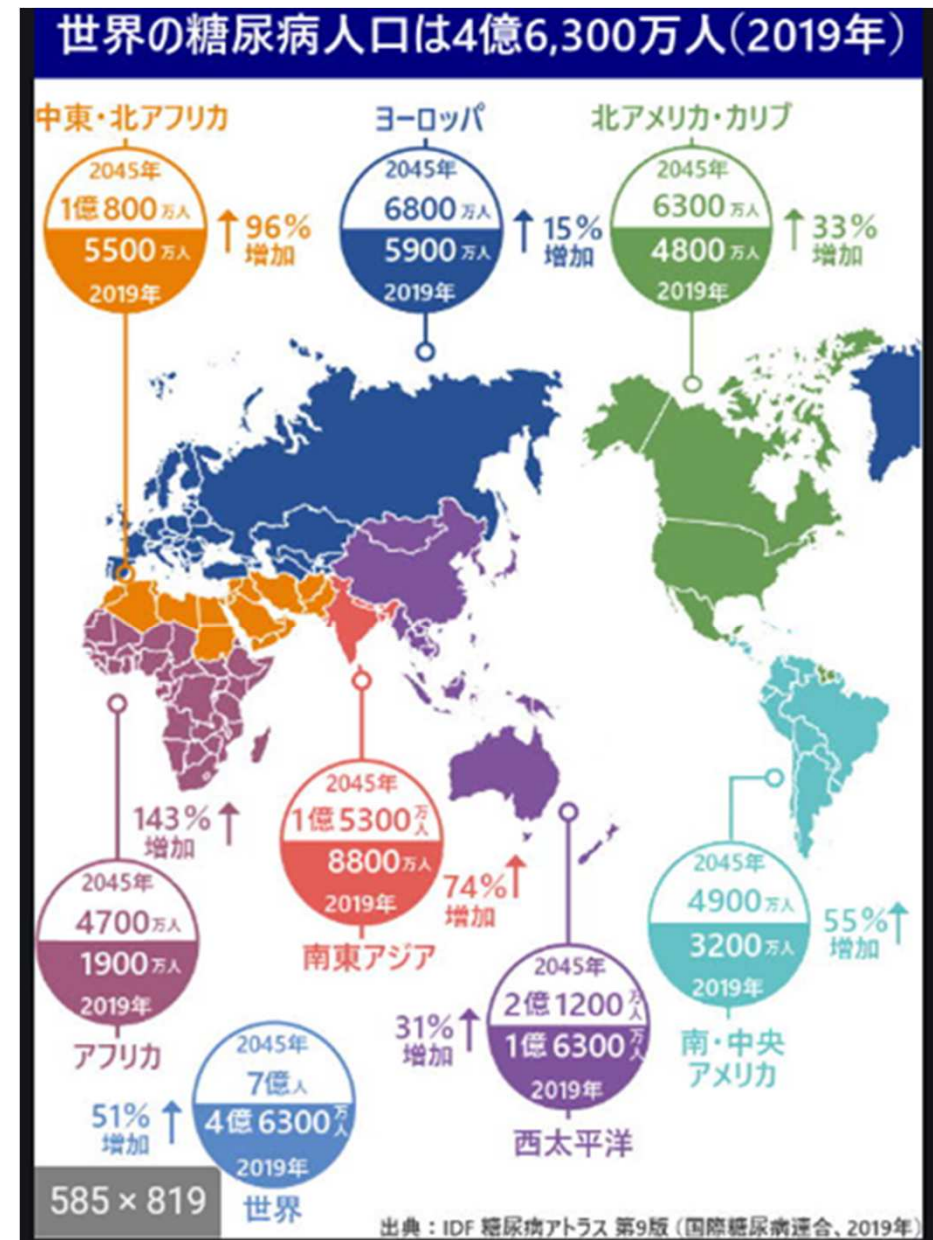 世界の糖尿病人口は4億6,300万人(2019年)
中東・北アフリカ
2045年
1億800万人
5500万人
2019年
96%
増加
ヨーロッパ
2045年
6800万人
5900万人
2019年
15%
増加
北アメリカ・カリブ
2045年
6300万人
4800万人
2019年
33%
増加
143%
増加
2045年
4700万人
1900万人
2019年
アフリカ
2045年
1億5300万人
8800万人
2019年
南東アジア
74%
増加
2045年
4900万人
3200万人
2019年
南・中央
アメリカ
55%
増加
31%
増加
2045年
2億1200万人
1億6300万人
2019年
西太平洋
51%
増加
2045年
7億人
4億6300万人
2019年
世界
585 × 819
出典:IDF 糖尿病アトラス 第9版(国際糖尿病連合、2019年)